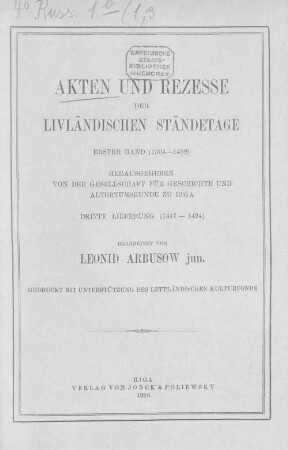 4° Russ. 1 b (1,3
BAYERISCHE
STAATS-
BIBLIOTHEK
MUENCHEN
AKTEN UND REZESSE
DER
LIVLÄNDISCHEN STÄNDETAGE
ERSTER BAND (1304—1459)
HERAUSGEGEBEN
VON DER GESELLSCHAFT FÜR GESCHICHTE UND
ALTERTUMSKUNDE ZU RIGA
DRITTE LIEFERUNG (1417 — 1424)
BEARBEITET VON
LEONID ARBUSOW jun.
GEDRUCKT MIT UNTERSTÜTZUNG DES LETTLÄNDISCHEN KULTURFONDS
RIGA
VERLAG VON JONCK & POLIEWSKY